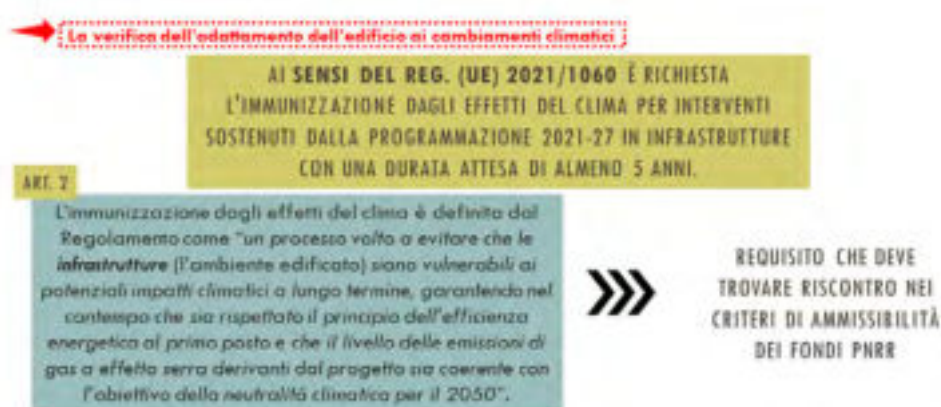 La verifica dell'adattamento dell'edificio ai cambiamenti climatici
AI SENSI DEL REG. (UE) 2021/1060 È RICHIESTA
L'IMMUNIZZAZIONE DAGLI EFFETTI DEL CLIMA PER INTERVENTI
SOSTENUTI DALLA PROGRAMMAZIONE 2021-27 IN INFRASTRUTTURE
CON UNA DURATA ATTESA DI ALMENO 5 ANNI.
ART. 2
L'immunizzazione dagli effetti del clima è definita dal
Regolamento come "un processo volto a evitare che le
infrastrutture (l'ambiente edificato) siano vulnerabili ai
potenziali impatti climatici a lungo termine, garantendo nel
contempo che sia rispettato il principio dell'efficienza
energetica al primo posto e che il livello delle emissioni di
gas a effetto serra derivanti dal progetto sia coerente con
l'obiettivo della neutralità climatica per il 2050".
REQUISITO CHE DEVE
TROVARE RISCONTRO NEI
CRITERI DI AMMISSIBILITÀ
DEI FONDI PNRR